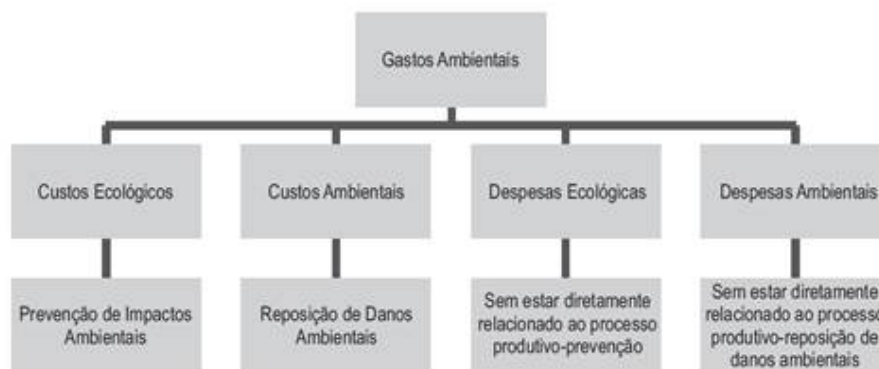 Gastos Ambientais
Custos Ecológicos
Custos Ambientais
Despesas Ecológicas
Despesas Ambientais
Prevenção de Impactos
Ambientais
Reposição de Danos
Ambientais
Sem estar diretamente
relacionado ao processo
produtivo-prevenção
Sem estar diretamente
relacionado ao processo
produtivo-reposição de
danos ambientais